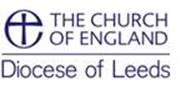 THE CHURCH
OF ENGLAND
Diocese of Leeds